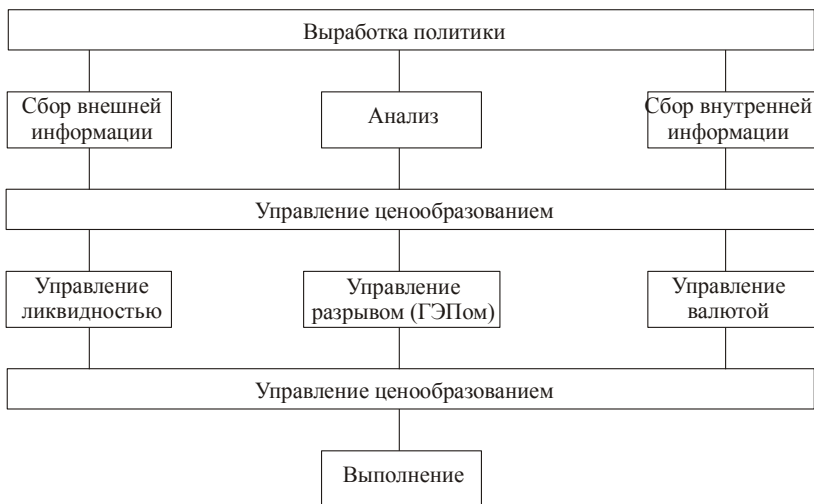 Выработка политики
Сбор внешней
информации
Анализ
Сбор внутренней
информации
Управление ценообразованием
Управление
ликвидностью
Управление
разрывом (ГЭПом)
Управление
валютой
Управление ценообразованием
Выполнение